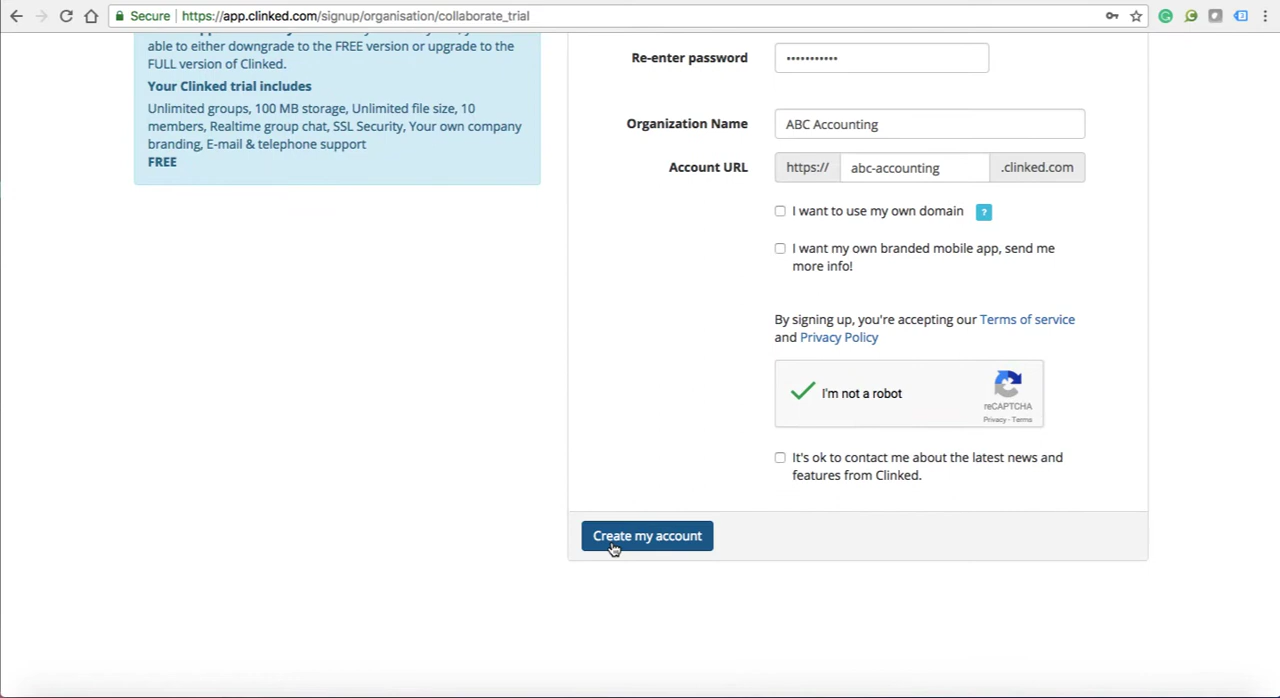 Secure https://app.clinked.com/signup/organisation/collaborate_trial
able to either downgrade to the FREE version or upgrade to the
FULL version of Clinked.
Your Clinked trial includes
Unlimited groups, 100 MB storage, Unlimited file size, 10
members, Realtime group chat, SSL Security, Your own company
branding, E-mail & telephone support
FREE
Re-enter password
Organization Name ABC Accounting
Account URL https:// abc-accounting .clinked.com
I want to use my own domain ?
I want my own branded mobile app, send me
more info!
By signing up, you're accepting our Terms of service
and Privacy Policy
I'm not a robot
reCAPTCHA
Privacy - Terms
It's ok to contact me about the latest news and
features from Clinked.
Create my account